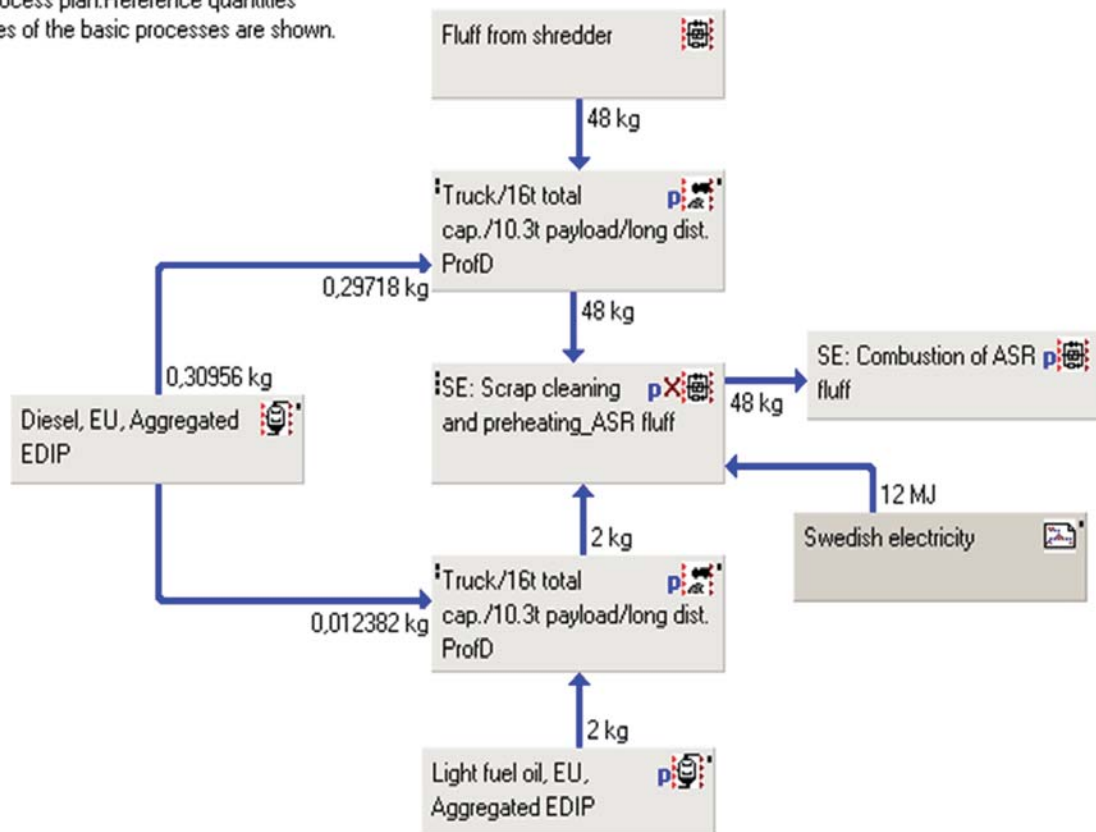 process plan:Reference quantities
es of the basic processes are shown.
Fluff from shredder
48 kg
Truck/16t total p
cap./10.3t payload/long dist.
ProfD
0,29718 kg
48 kg
0,30956 kg
Diesel, EU, Aggregated
EDIP
SE: Scrap cleaning pX
and preheating_ASR fluff
48 kg
SE: Combustion of ASR p
fluff
12 MJ
Swedish electricity
2 kg
Truck/16t total p
cap./10.3t payload/long dist.
ProfD
0,012382 kg
2 kg
Light fuel oil, EU, p
Aggregated EDIP